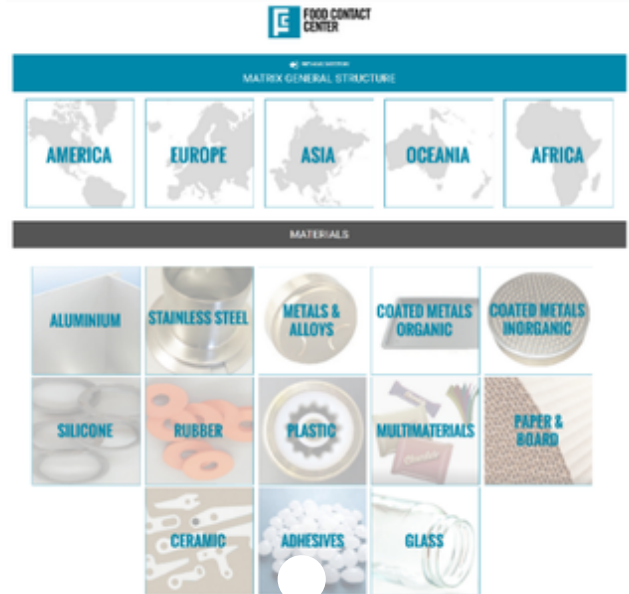 FOOD CONTACT
CENTER
MATRIX GENERAL STRUCTURE
AMERICA
EUROPE
ASIA
OCEANIA
AFRICA
MATERIALS
ALUMINIUM
STAINLESS STEEL
METALS &
ALLOYS
COATED METALS
ORGANIC
COATED METALS
INORGANIC
SILICONE
RUBBER
PLASTIC
MULTIMATERIALS
PAPER &
BOARD
CERAMIC
ADHESIVES
GLASS